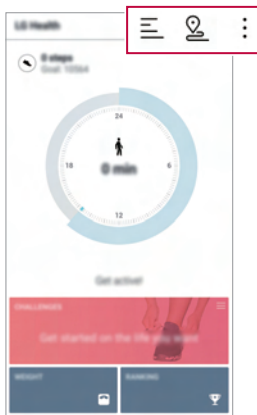 LG Health
0 steps
Goal: 10564
24
18
6
0 min
12
Get active!
CHALLENGES
Get started on the life you want
WEIGHT
RANKING